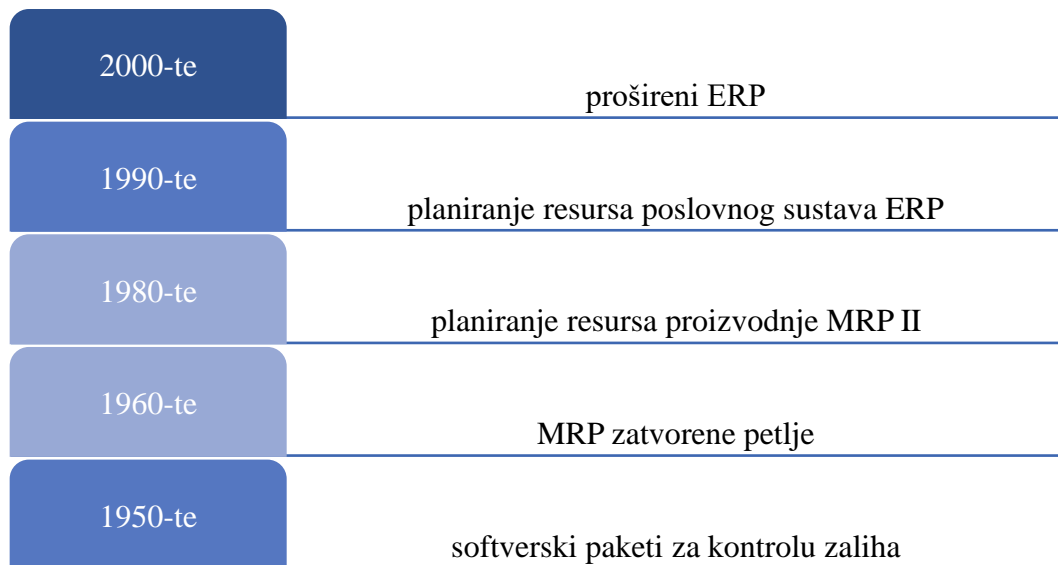 2000-te
prošireni ERP
1990-te
planiranje resursa poslovnog sustava ERP
1980-te
planiranje resursa proizvodnje MRP II
1960-te
MRP zatvorene petlje
1950-te
softverski paketi za kontrolu zaliha